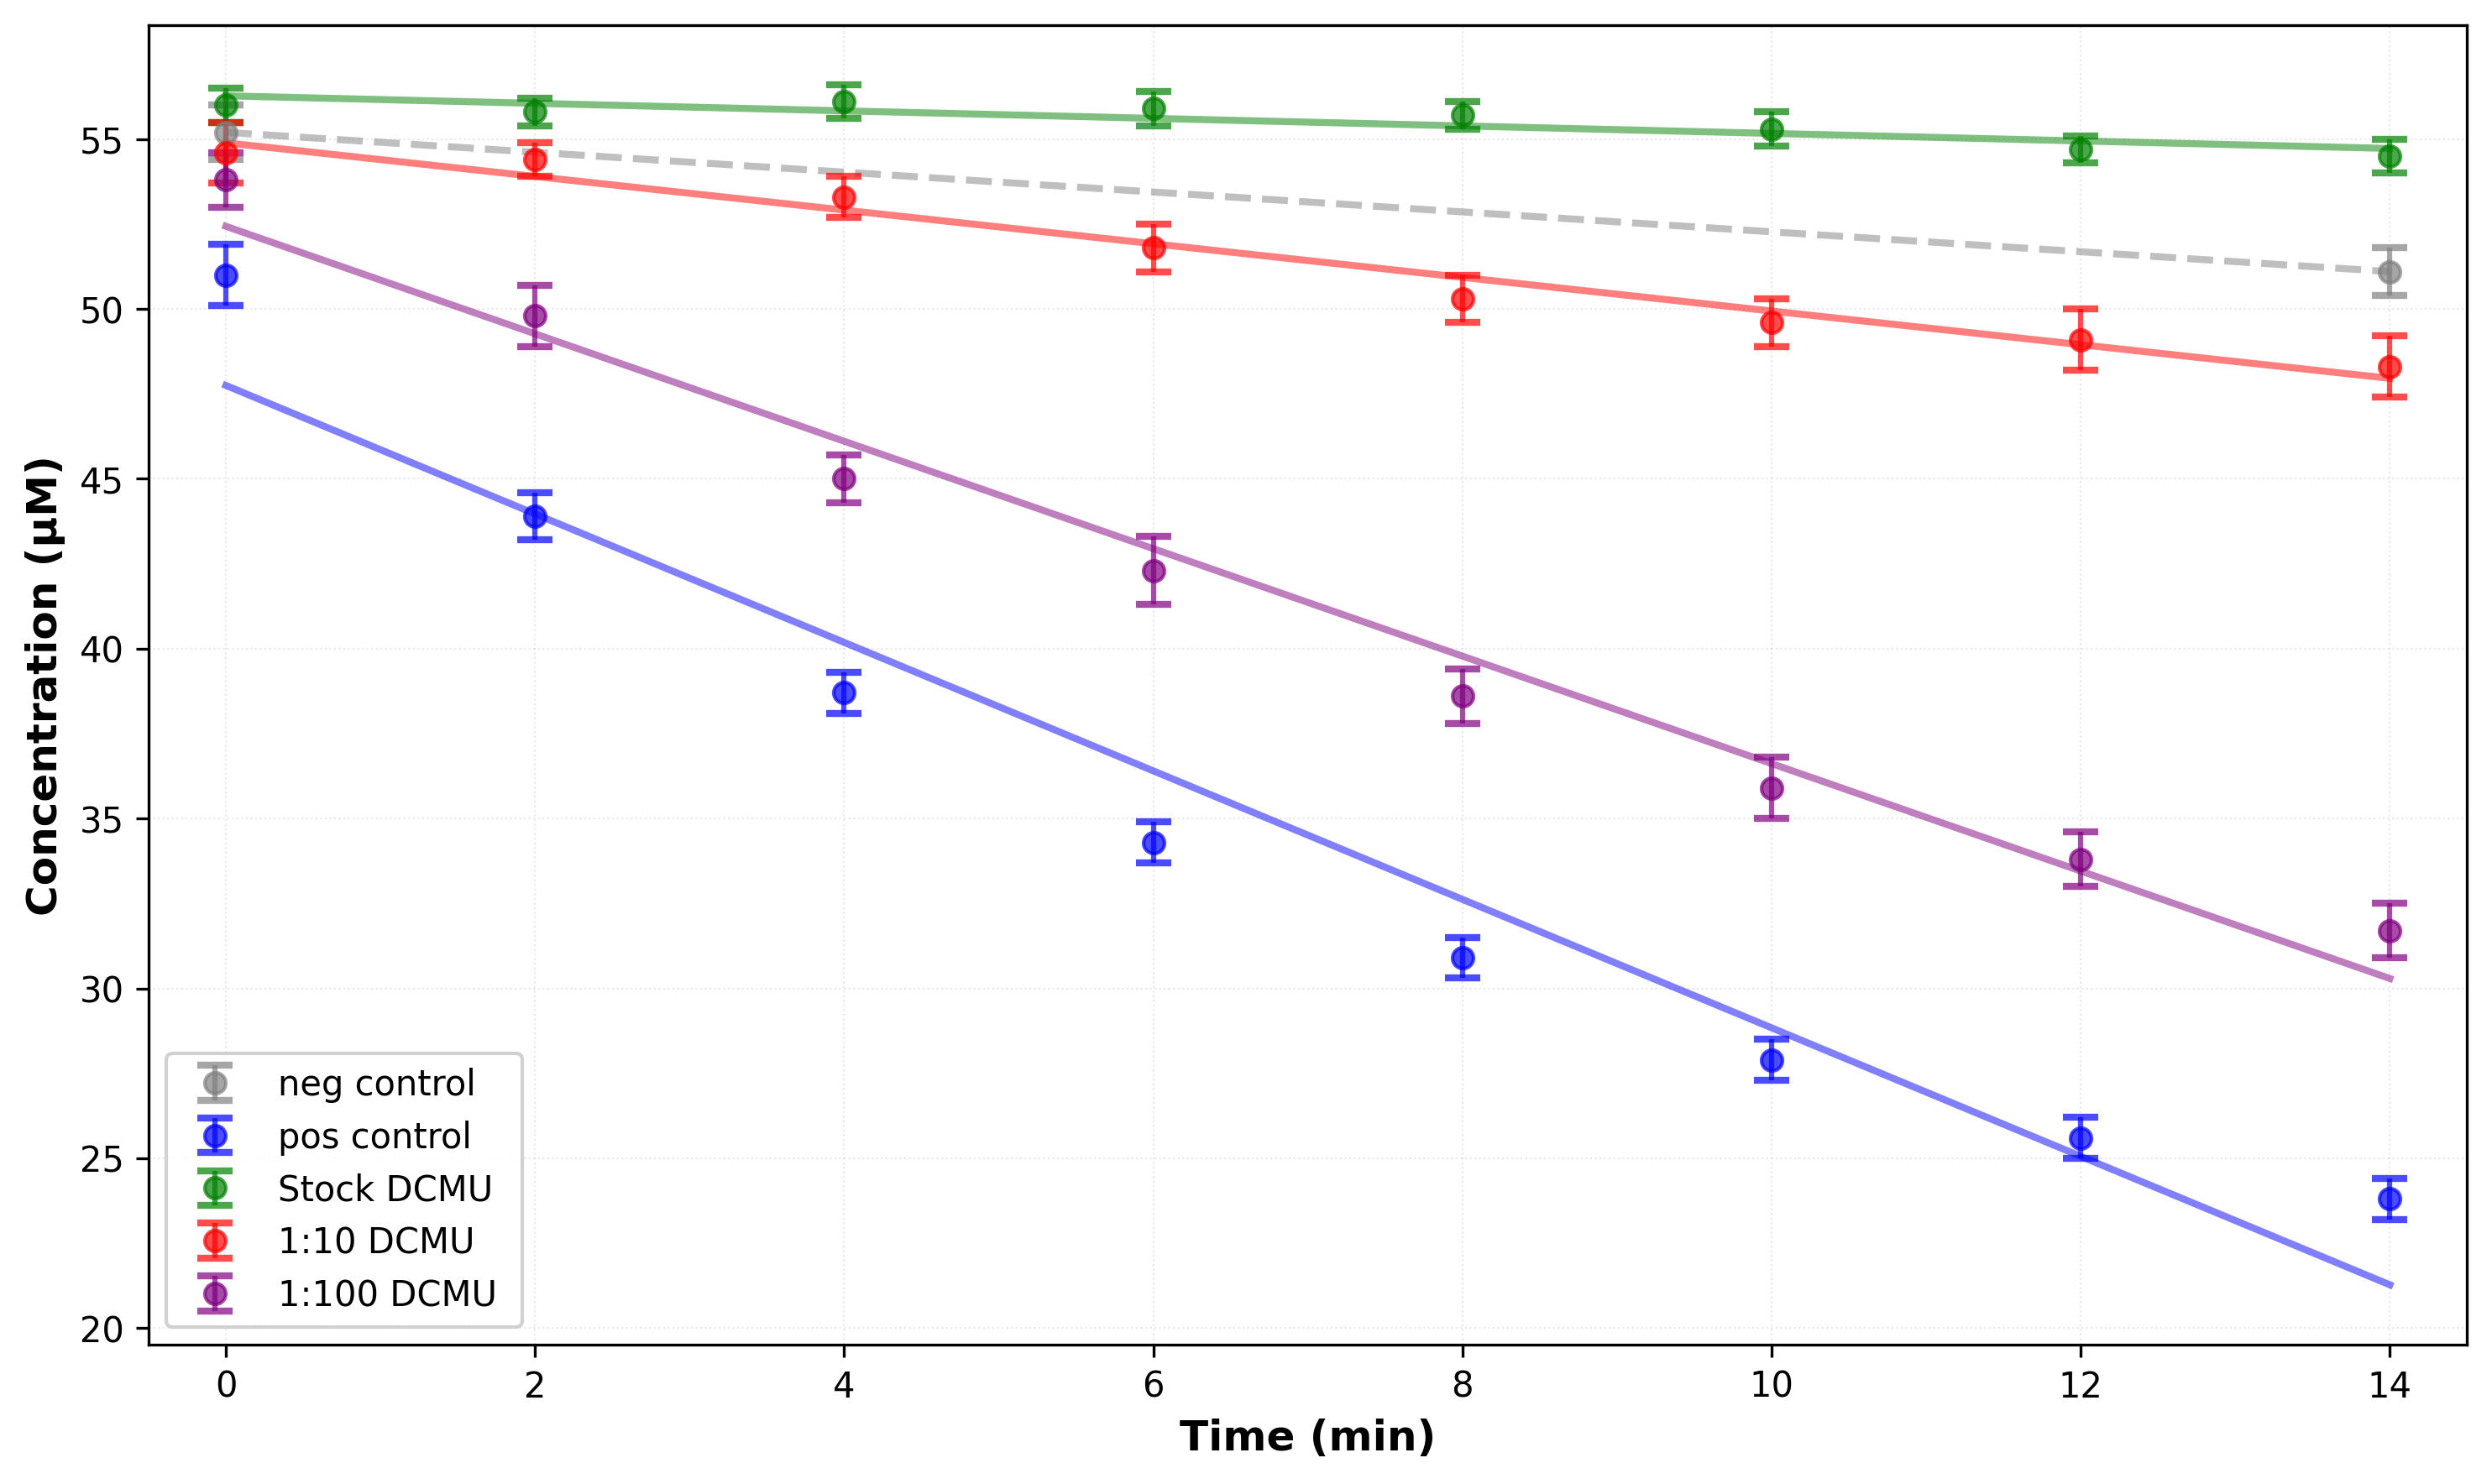 55
50
45
40
35
30
25
20
Concentration (µM)
neg control
pos control
Stock DCMU
1:10 DCMU
1:100 DCMU
0 2 4 6 8 10 12 14
Time (min)